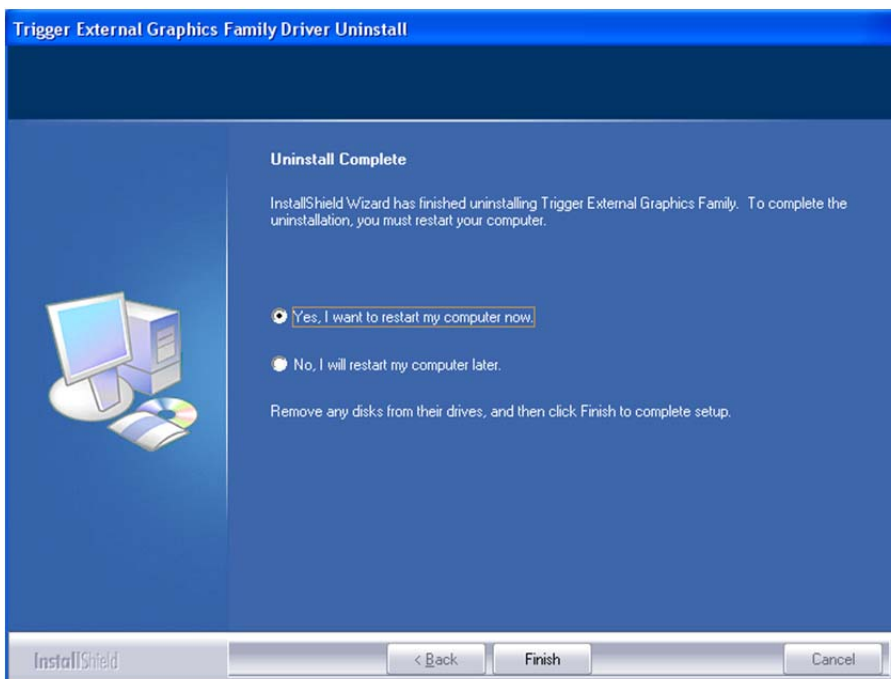 Trigger External Graphics Family Driver Uninstall
Uninstall Complete
InstallShield Wizard has finished uninstalling Trigger External Graphics Family. To complete the
uninstallation, you must restart your computer.
Yes, I want to restart my computer now.
No, I will restart my computer later.
Remove any disks from their drives, and then click Finish to complete setup.
InstallShield
< Back
Finish
Cancel